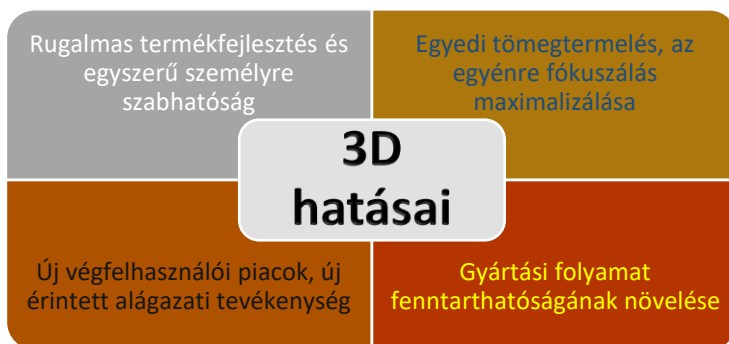 Rugalmas termékfejlesztés és
egyszerű személyre
szabhatóság
Egyedi tömegtermelés, az
egyénre fókuszálás
maximalizálása
3D
hatásai
Új végfelhasználói piacok, új
érintett alágazati tevékenység
Gyártási folyamat
fenntarthatóságának növelése